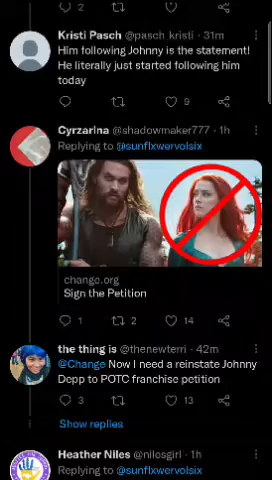 2
Kristi Pasch @pasch_kristi · 31m
Him following Johnny is the statement!
He literally just started following him
today
9
Cyrzarina @shadowmaker777 · 1h
Replying to @sunflxwervolsix
change.org
Sign the Petition
1 2 14
the thing is @thenewterri · 42m
@Change Now I need a reinstate Johnny
Depp to POTC franchise petition
3 13
Show replies
Heather Niles @nilosgirl · 1h
Replying to @sunflxwervolsix